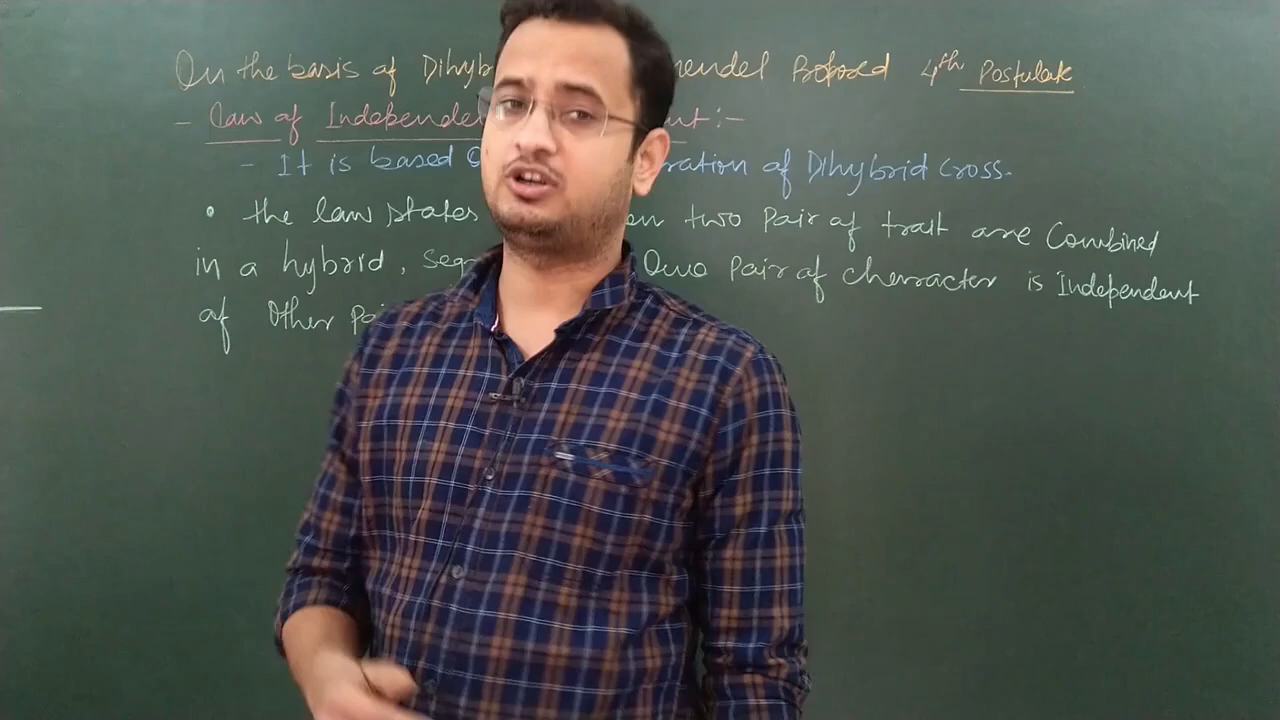 On the basis of Dihyb mendel Proposed 4th Postulate
- Law of Independe nt :-
- It is based ration of Dihybrid Cross.
• the law states two Pair of trait are Combined
in a hybrid, seg One Pair of character is Independent
of Other Pai